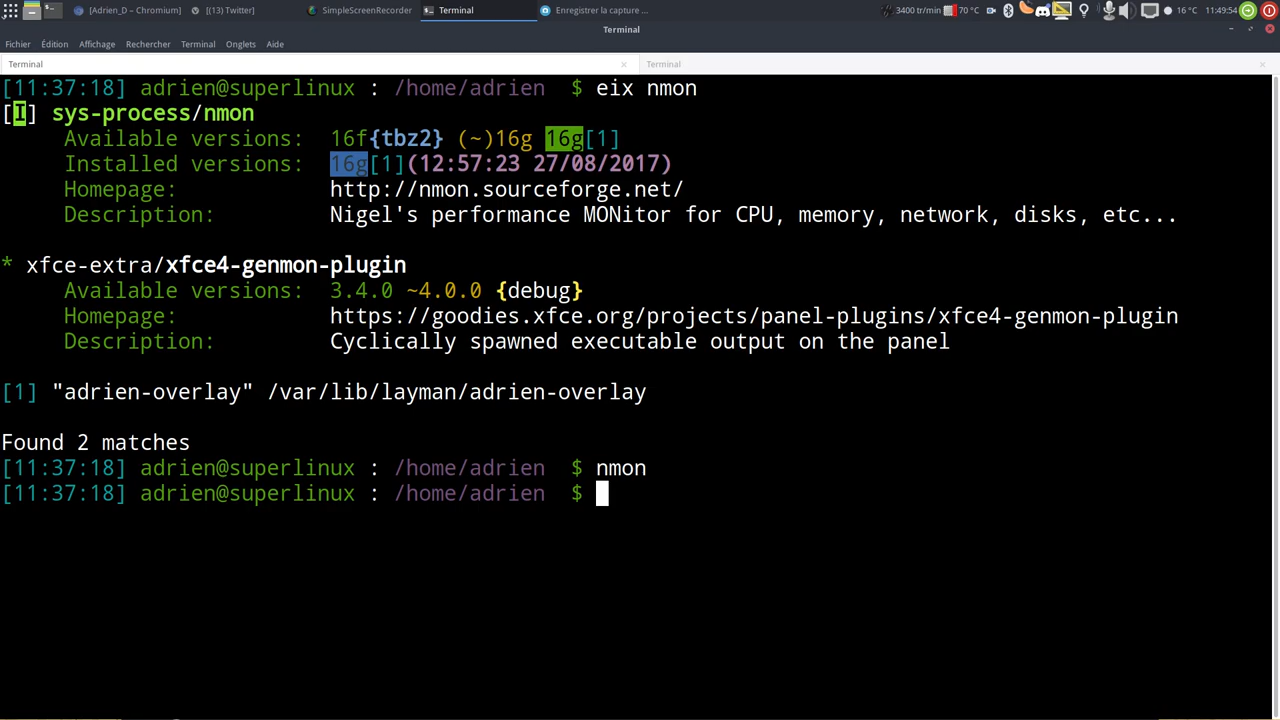 [Adrien_D – Chromium] [(13) Twitter] SimpleScreenRecorder Terminal Enregistrer la capture ... 3400 tr/min 70 °C 16 °C 11:49:54
Terminal
Fichier Édition Affichage Rechercher Terminal Onglets Aide
Terminal × Terminal ×
[11:37:18] adrien@superlinux : /home/adrien $ eix nmon
[I] sys-process/nmon
Available versions: 16f{tbz2} (~)16g 16g[1]
Installed versions: 16g[1](12:57:23 27/08/2017)
Homepage: http://nmon.sourceforge.net/
Description: Nigel's performance MONitor for CPU, memory, network, disks, etc...
* xfce-extra/xfce4-genmon-plugin
Available versions: 3.4.0 ~4.0.0 {debug}
Homepage: https://goodies.xfce.org/projects/panel-plugins/xfce4-genmon-plugin
Description: Cyclically spawned executable output on the panel
[1] "adrien-overlay" /var/lib/layman/adrien-overlay
Found 2 matches
[11:37:18] adrien@superlinux : /home/adrien $ nmon
[11:37:18] adrien@superlinux : /home/adrien $